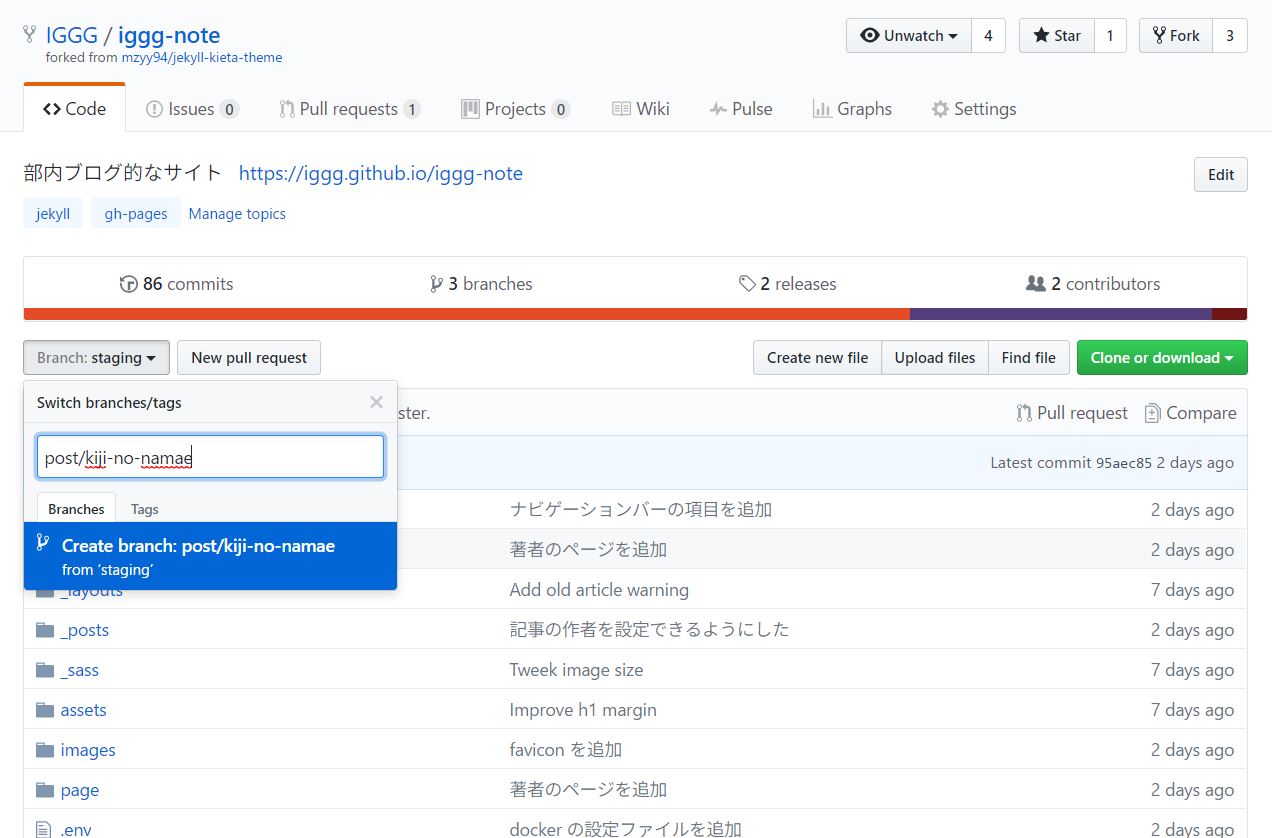 IGGG / iggg-note
forked from mzyy94/jekyll-kieta-theme
Unwatch 4 Star 1 Fork 3
Code Issues 0 Pull requests 1 Projects 0 Wiki Pulse Graphs Settings
部内ブログ的なサイト https://iggg.github.io/iggg-note Edit
jekyll gh-pages Manage topics
86 commits 3 branches 2 releases 2 contributors
Branch: staging New pull request Create new file Upload files Find file Clone or download
Switch branches/tags
ster. Pull request Compare
post/kiji-no-namae
Latest commit 95aec85 2 days ago
Branches Tags
ナビゲーションバーの項目を追加 2 days ago
Create branch: post/kiji-no-namae
from ‘staging’
著者のページを追加 2 days ago
_layouts Add old article warning 7 days ago
_posts 記事の作者を設定できるようにした 2 days ago
_sass Tweek image size 7 days ago
assets Improve h1 margin 7 days ago
images favicon を追加 2 days ago
page 著者のページを追加 2 days ago
.env docker の設定ファイルを追加 2 days ago